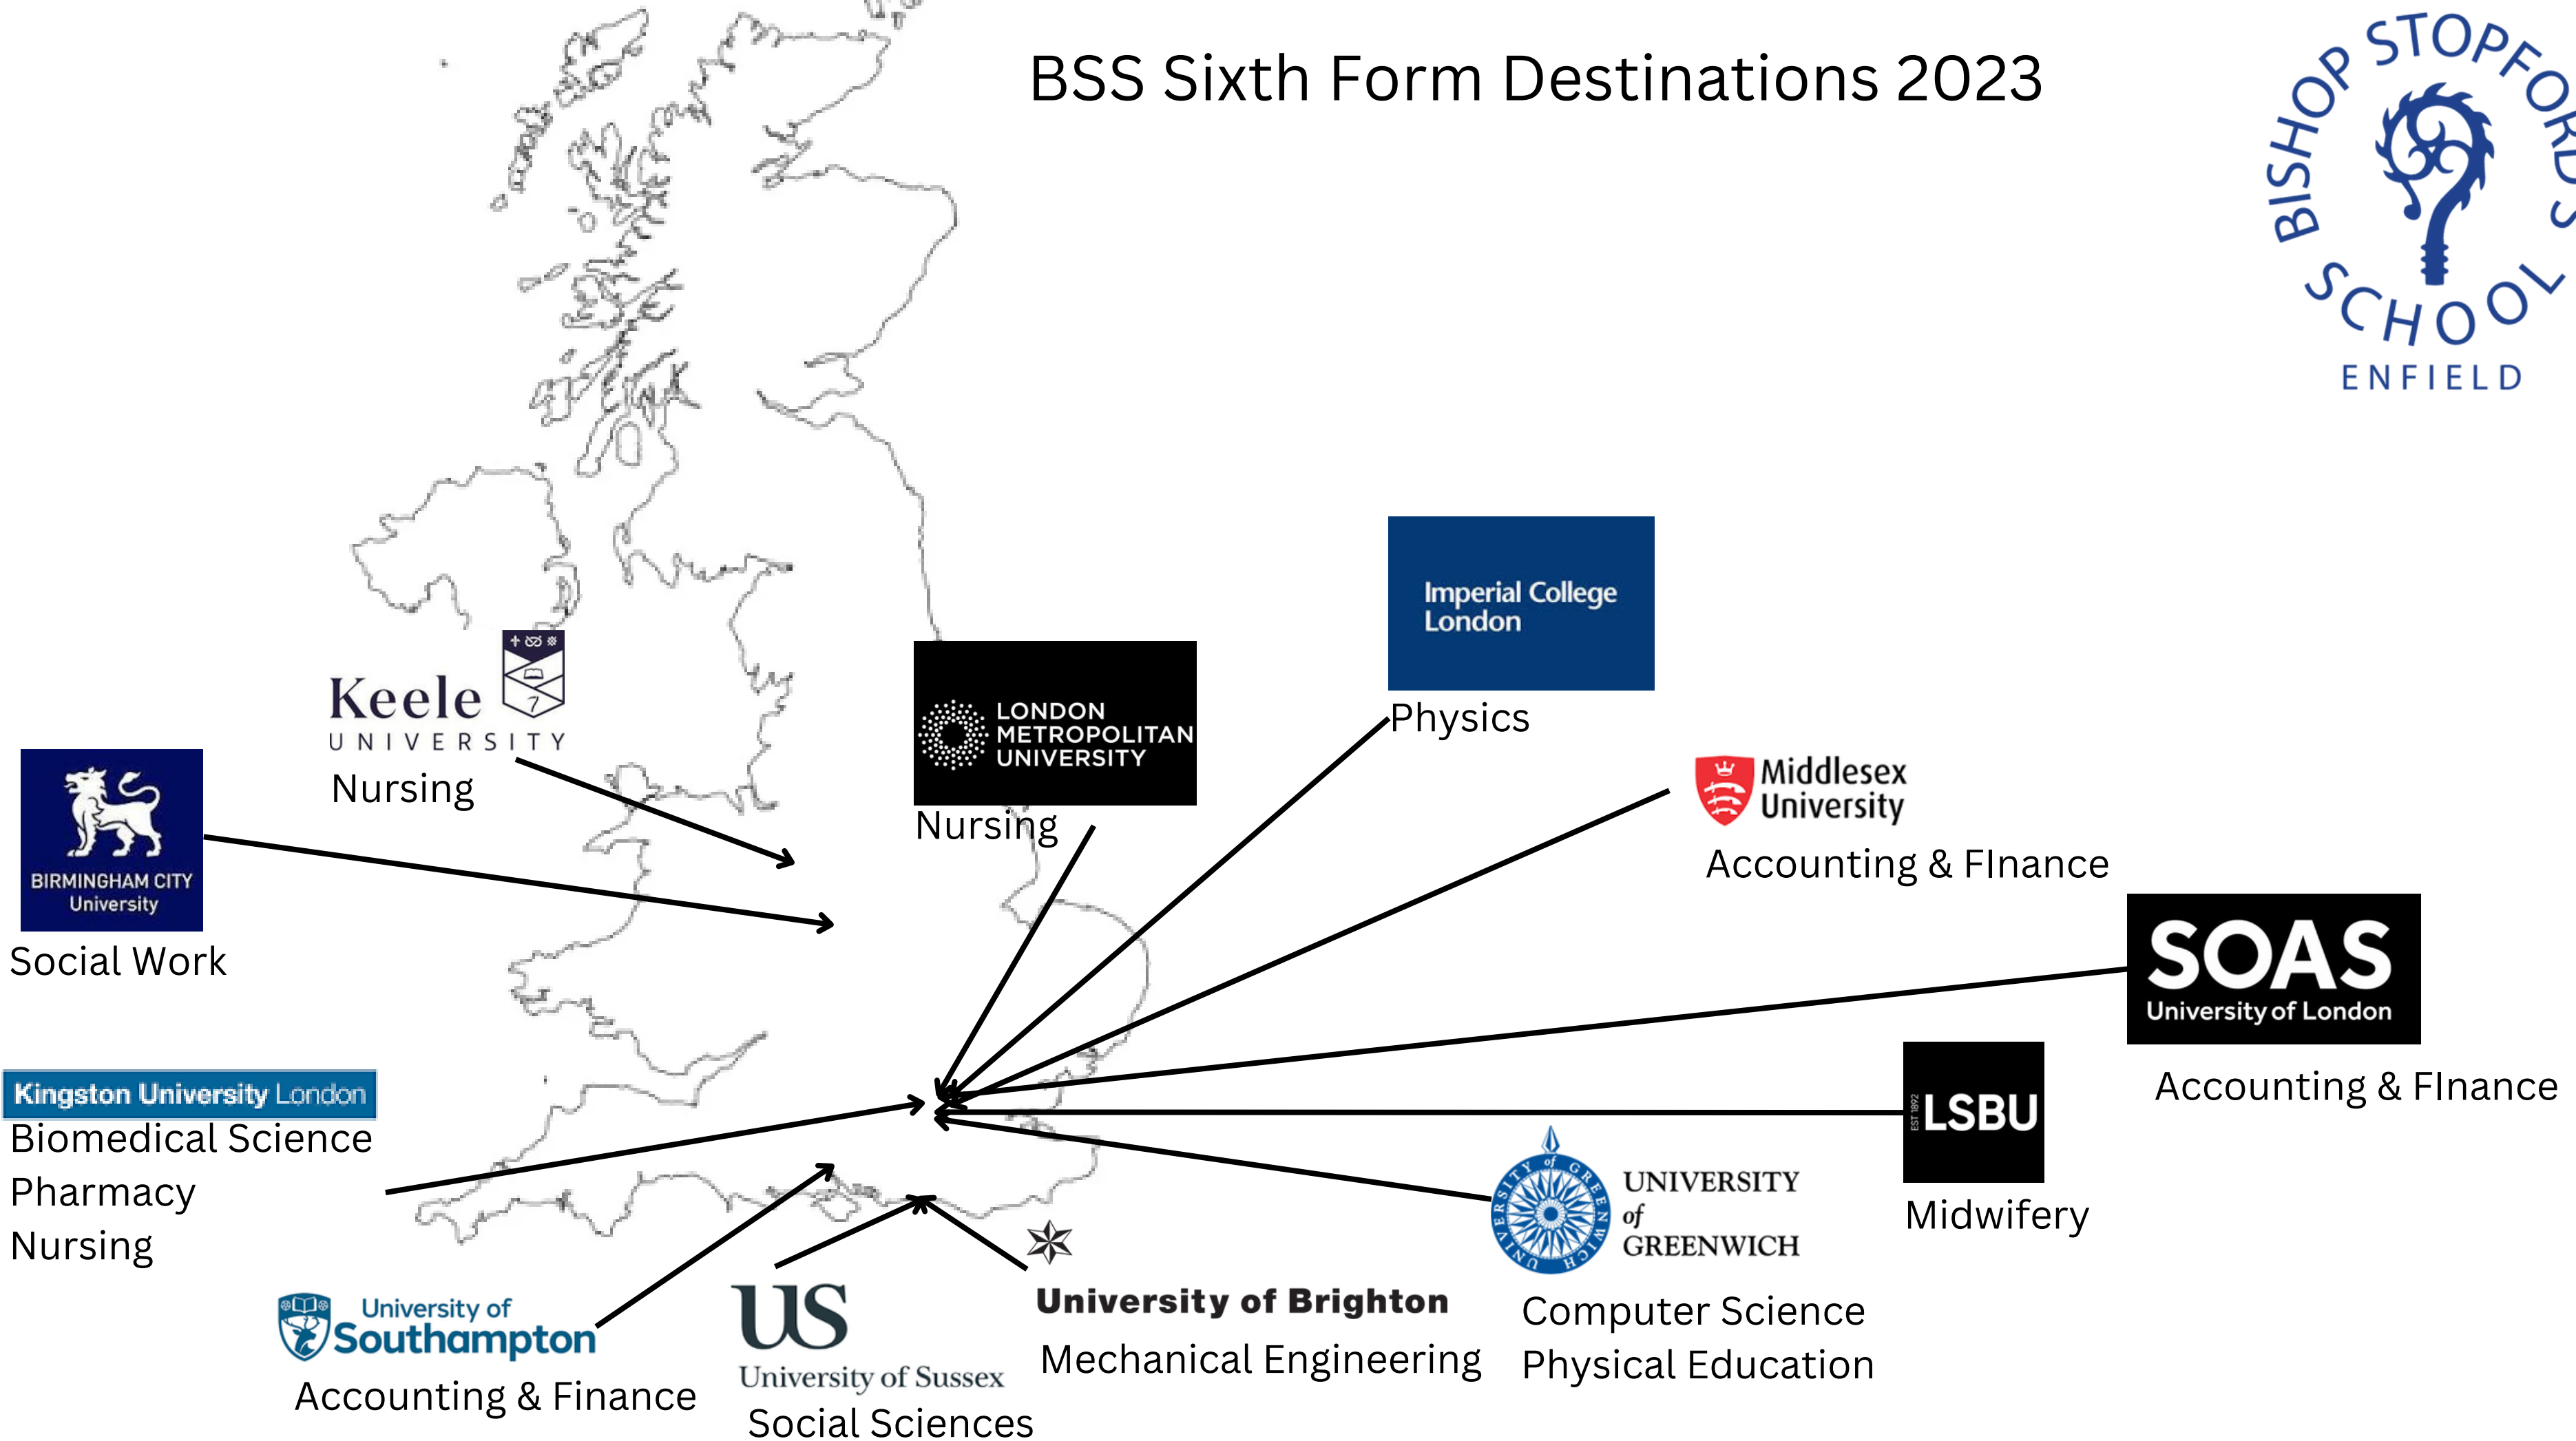 BSS Sixth Form Destinations 2023
BISHOP STOPFORD'S
SCHOOL
ENFIELD
Imperial College
London
Physics
Keele
UNIVERSITY
Nursing
LONDON
METROPOLITAN
UNIVERSITY
Nursing
Middlesex
University
Accounting & FInance
BIRMINGHAM CITY
University
Social Work
SOAS
University of London
Accounting & FInance
Kingston University London
Biomedical Science
Pharmacy
Nursing
EST 1892
LSBU
Midwifery
UNIVERSITY of GREENWICH
UNIVERSITY
of
GREENWICH
Computer Science
Physical Education
University of
Southampton
Accounting & Finance
US
University of Sussex
Social Sciences
University of Brighton
Mechanical Engineering